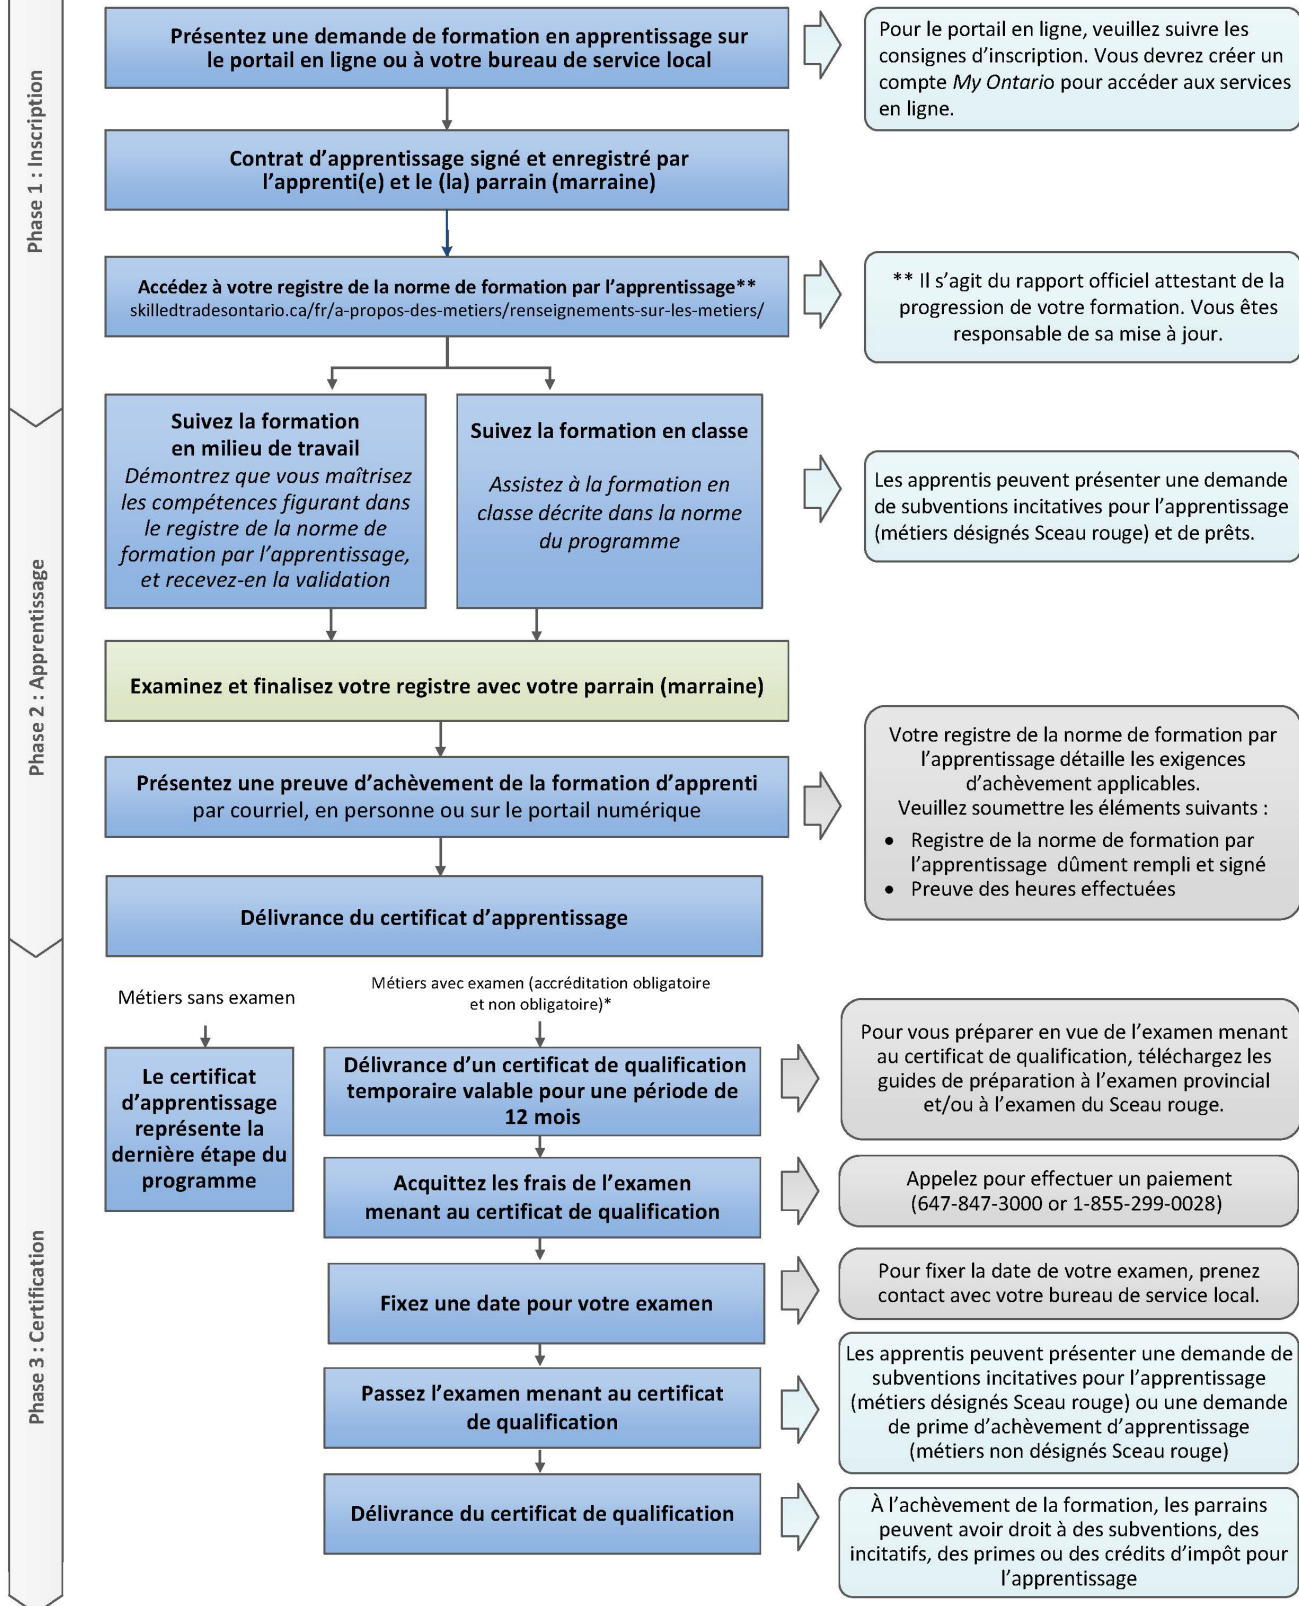 Phase 1 : Inscription
Présentez une demande de formation en apprentissage sur
le portail en ligne ou à votre bureau de service local
Pour le portail en ligne, veuillez suivre les
consignes d’inscription. Vous devrez créer un
compte My Ontario pour accéder aux services
en ligne.
Contrat d’apprentissage signé et enregistré par
l’apprenti(e) et le (la) parrain (marraine)
Accédez à votre registre de la norme de formation par l’apprentissage**
skilledtradesontario.ca/fr/a-propos-des-metiers/renseignements-sur-les-metiers/
** Il s’agit du rapport officiel attestant de la
progression de votre formation. Vous êtes
responsable de sa mise à jour.
Phase 2 : Apprentissage
Suivez la formation
en milieu de travail
Démontrez que vous maîtrisez
les compétences figurant dans
le registre de la norme de
formation par l’apprentissage,
et recevez-en la validation
Suivez la formation en classe
Assistez à la formation en
classe décrite dans la norme
du programme
Les apprentis peuvent présenter une demande
de subventions incitatives pour l’apprentissage
(métiers désignés Sceau rouge) et de prêts.
Examinez et finalisez votre registre avec votre parrain (marraine)
Présentez une preuve d’achèvement de la formation d’apprenti
par courriel, en personne ou sur le portail numérique
Votre registre de la norme de formation par
l’apprentissage détaille les exigences
d’achèvement applicables.
Veuillez soumettre les éléments suivants :
• Registre de la norme de formation par
l’apprentissage dûment rempli et signé
• Preuve des heures effectuées
Délivrance du certificat d’apprentissage
Phase 3 : Certification
Métiers sans examen
Le certificat
d’apprentissage
représente la
dernière étape du
programme
Métiers avec examen (accréditation obligatoire
et non obligatoire)*
Délivrance d’un certificat de qualification
temporaire valable pour une période de
12 mois
Pour vous préparer en vue de l’examen menant
au certificat de qualification, téléchargez les
guides de préparation à l’examen provincial
et/ou à l’examen du Sceau rouge.
Acquittez les frais de l’examen
menant au certificat de qualification
Appelez pour effectuer un paiement
(647-847-3000 or 1-855-299-0028)
Fixez une date pour votre examen
Pour fixer la date de votre examen, prenez
contact avec votre bureau de service local.
Passez l’examen menant au certificat
de qualification
Les apprentis peuvent présenter une demande de
subventions incitatives pour l’apprentissage
(métiers désignés Sceau rouge) ou une demande
de prime d’achèvement d’apprentissage
(métiers non désignés Sceau rouge)
Délivrance du certificat de qualification
À l’achèvement de la formation, les parrains
peuvent avoir droit à des subventions, des
incitatifs, des primes ou des crédits d’impôt pour
l’apprentissage